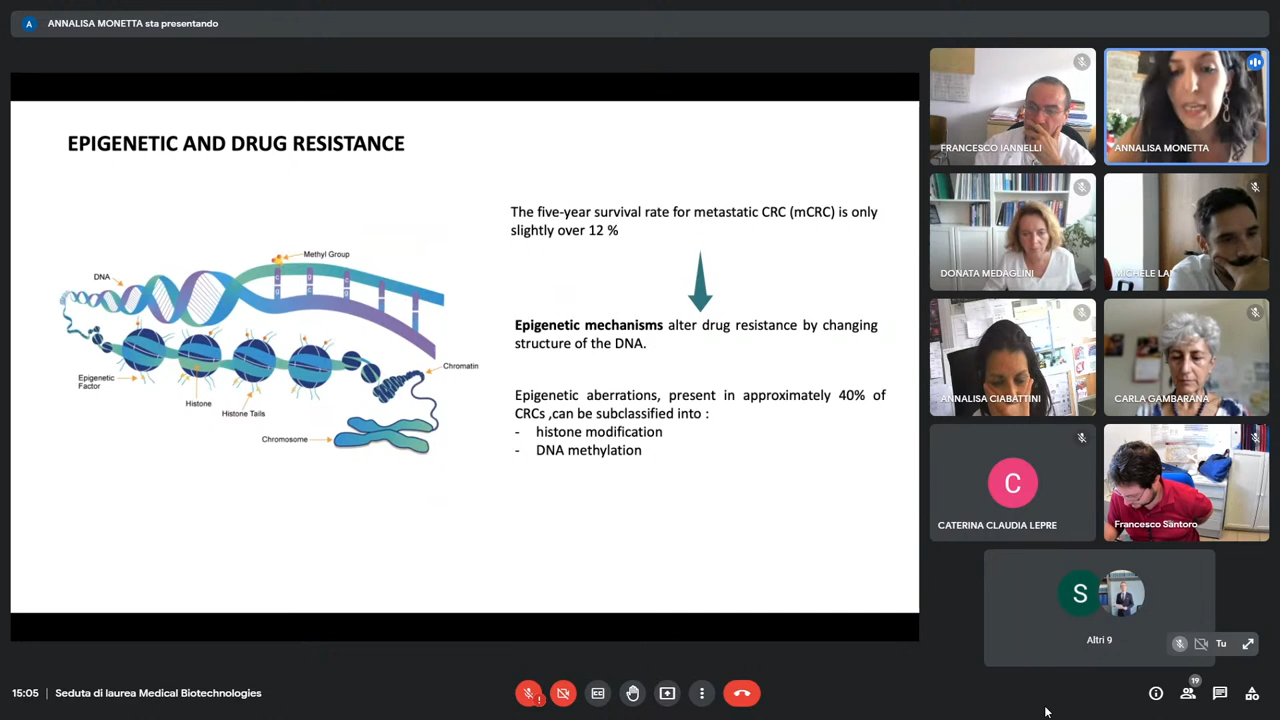 A ANNALISA MONETTA sta presentando
EPIGENETIC AND DRUG RESISTANCE
The five-year survival rate for metastatic CRC (mCRC) is only
slightly over 12 %
Epigenetic mechanisms alter drug resistance by changing
structure of the DNA.
Epigenetic aberrations, present in approximately 40% of
CRCs ,can be subclassified into :
- histone modification
- DNA methylation
Methyl Group
DNA
Chromatin
Epigenetic
Factor
Histone
Histone Tails
Chromosome
FRANCESCO IANNELLI
ANNALISA MONETTA
DONATA MEDAGLINI
MICHELE
ANNALISA CIABATTINI
CARLA GAMBARANA
C
CATERINA CLAUDIA LEPRE
Francesco Santoro
S
Altri 9
Tu
15:05 | Seduta di laurea Medical Biotechnologies
19